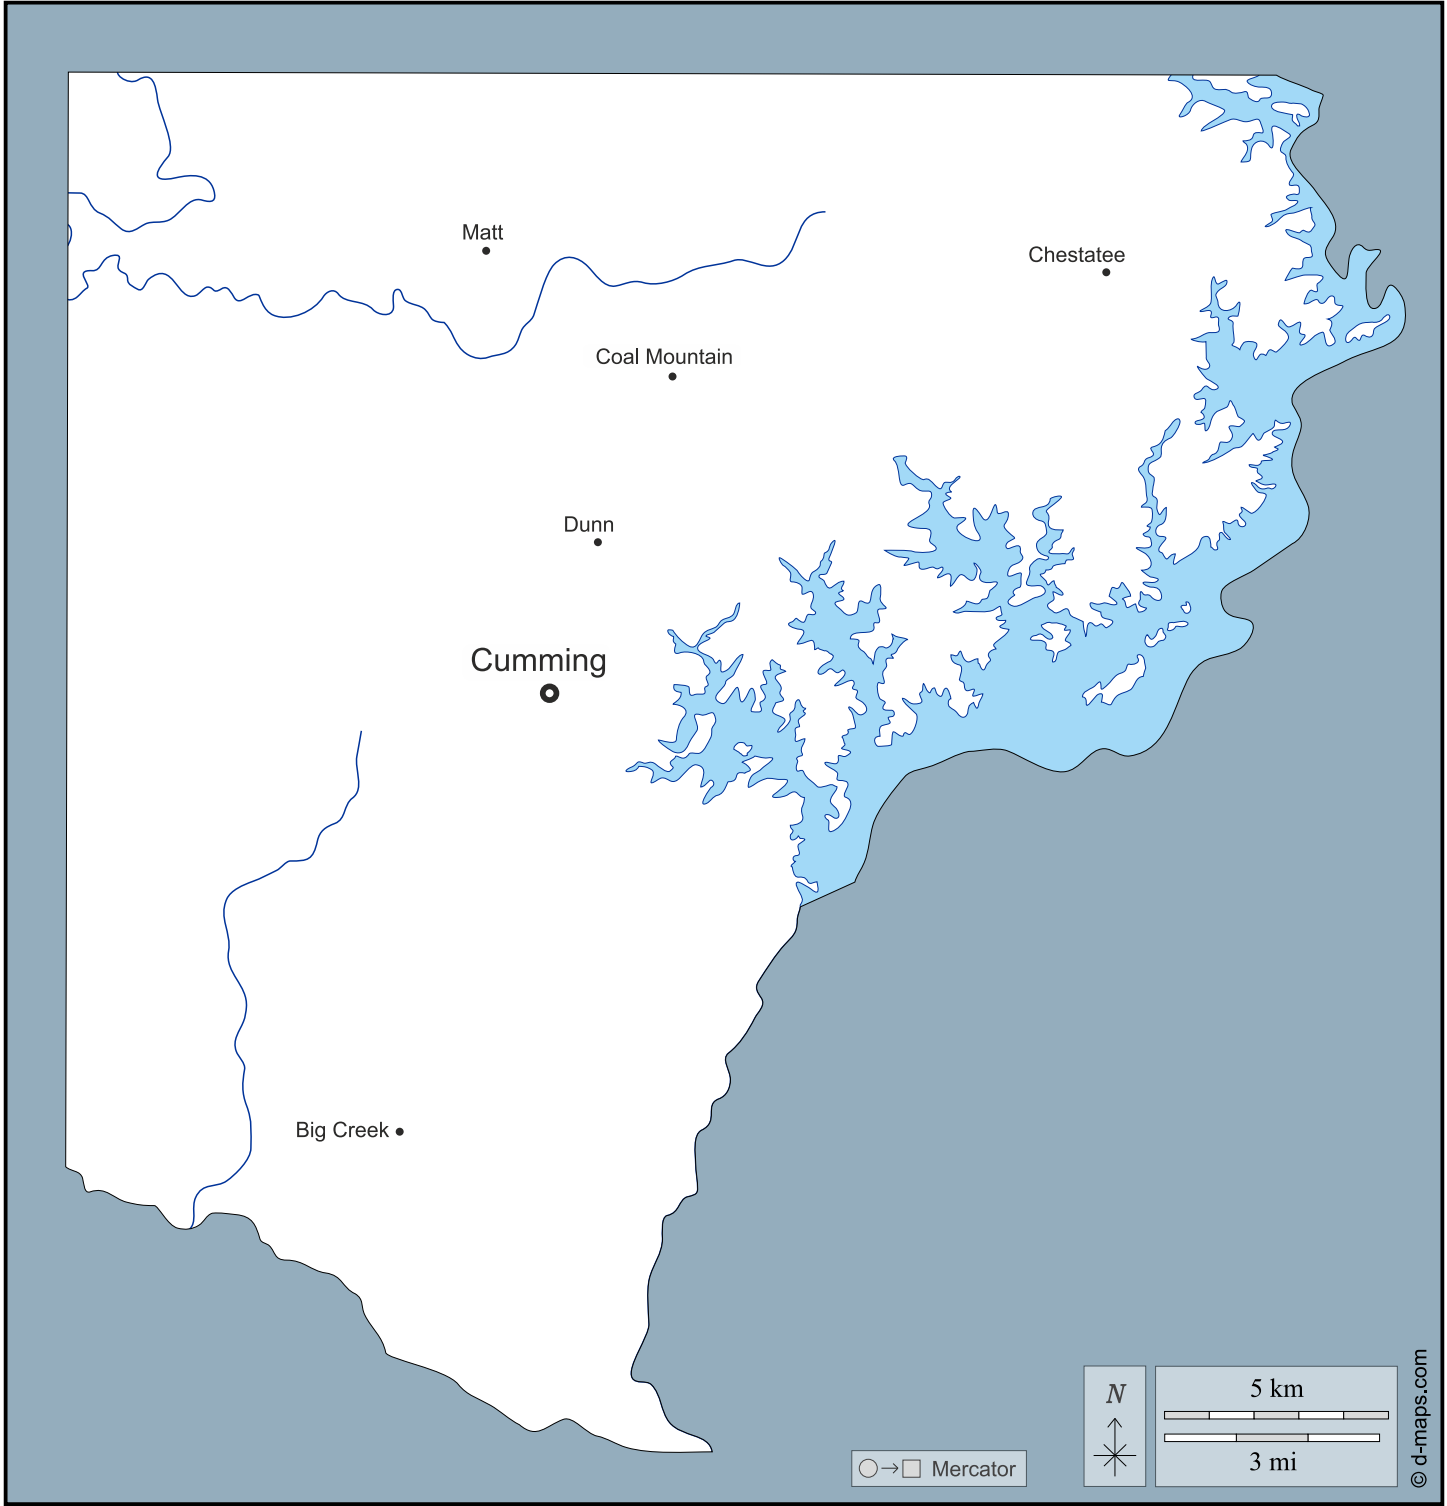 Matt
Chestatee
Coal Mountain
Dunn
Cumming
Big Creek
N
5 km
3 mi
Mercator
© d-maps.com